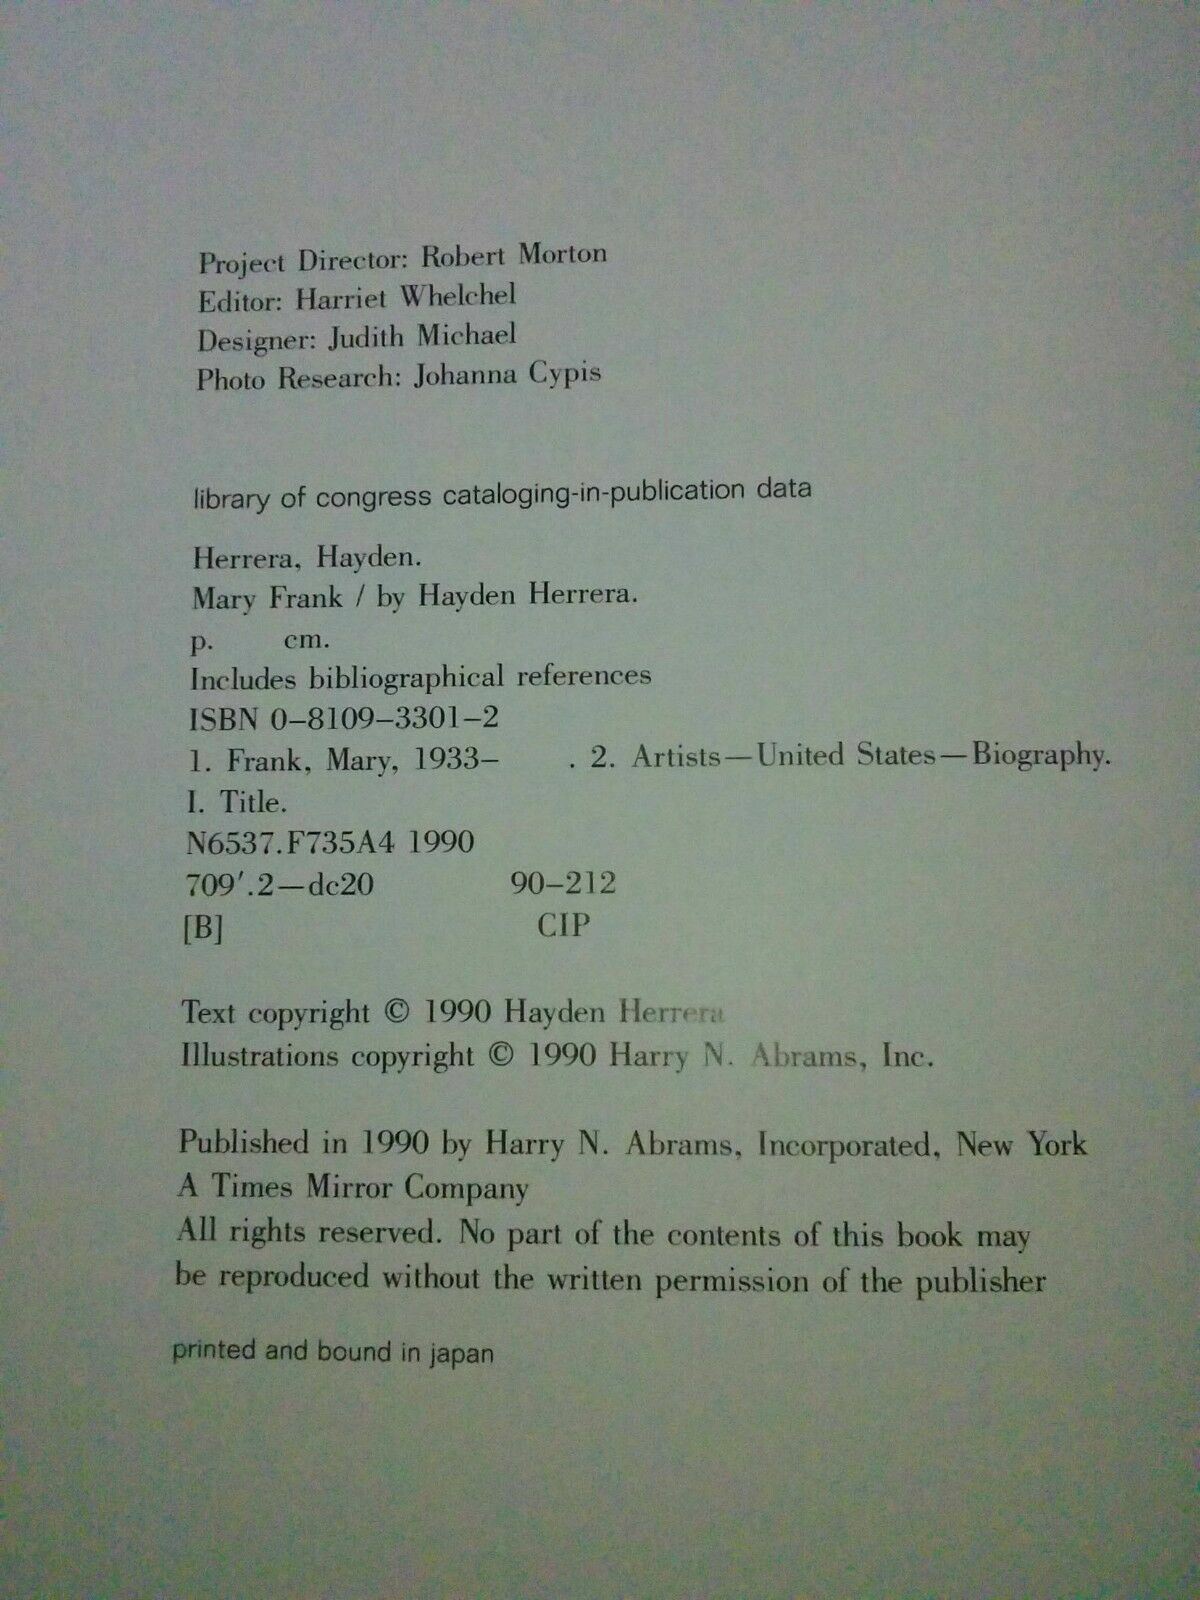 Project Director: Robert Morton
Editor: Harriet Whelchel
Designer: Judith Michael
Photo Research: Johanna Cypis
library of congress cataloging-in-publication data
Herrera, Hayden.
Mary Frank / by Hayden Herrera.
p. cm.
Includes bibliographical references
ISBN 0–8109–3301–2
1. Frank, Mary, 1933– . 2. Artists—United States—Biography.
I. Title.
N6537.F735A4 1990
709′.2—dc20 90–212
[B] CIP
Text copyright © 1990 Hayden Herrera
Illustrations copyright © 1990 Harry N. Abrams, Inc.
Published in 1990 by Harry N. Abrams, Incorporated, New York
A Times Mirror Company
All rights reserved. No part of the contents of this book may
be reproduced without the written permission of the publisher
printed and bound in japan